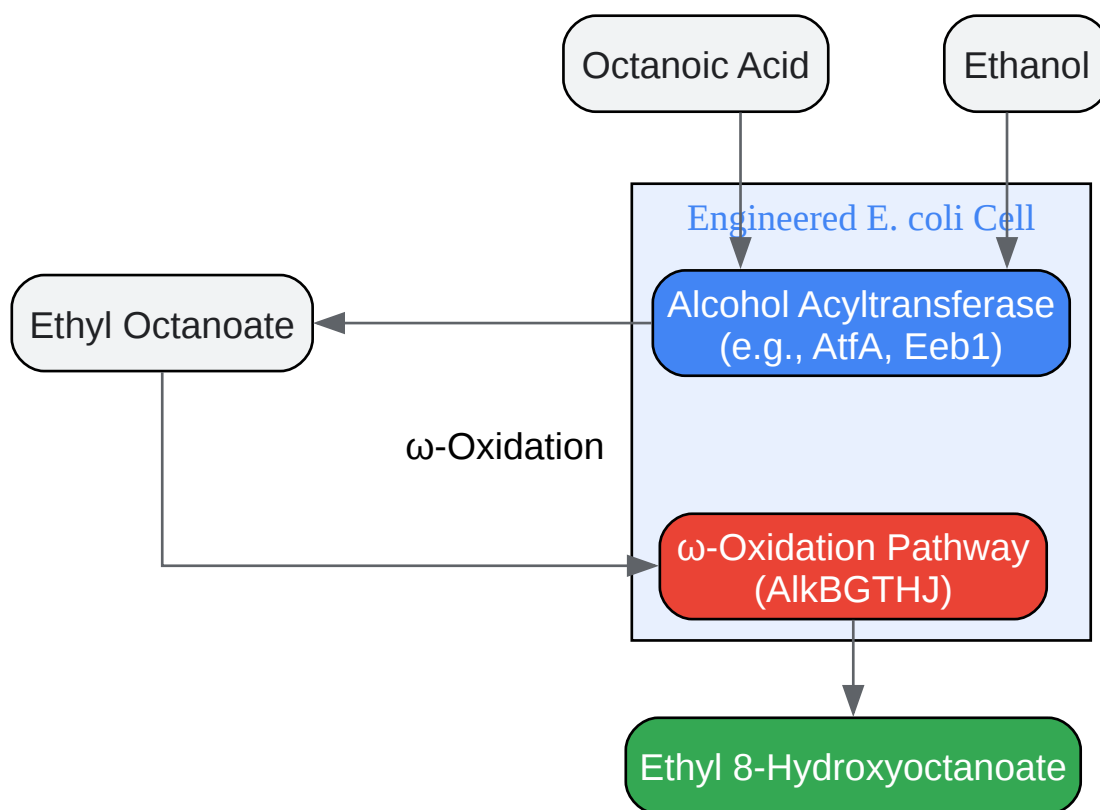 Octanoic Acid
Ethanol
Engineered E. coli Cell
Alcohol Acyltransferase
(e.g., AtfA, Eeb1)
Ethyl Octanoate
ω-Oxidation
ω-Oxidation Pathway
(AlkBGTHJ)
Ethyl 8-Hydroxyoctanoate